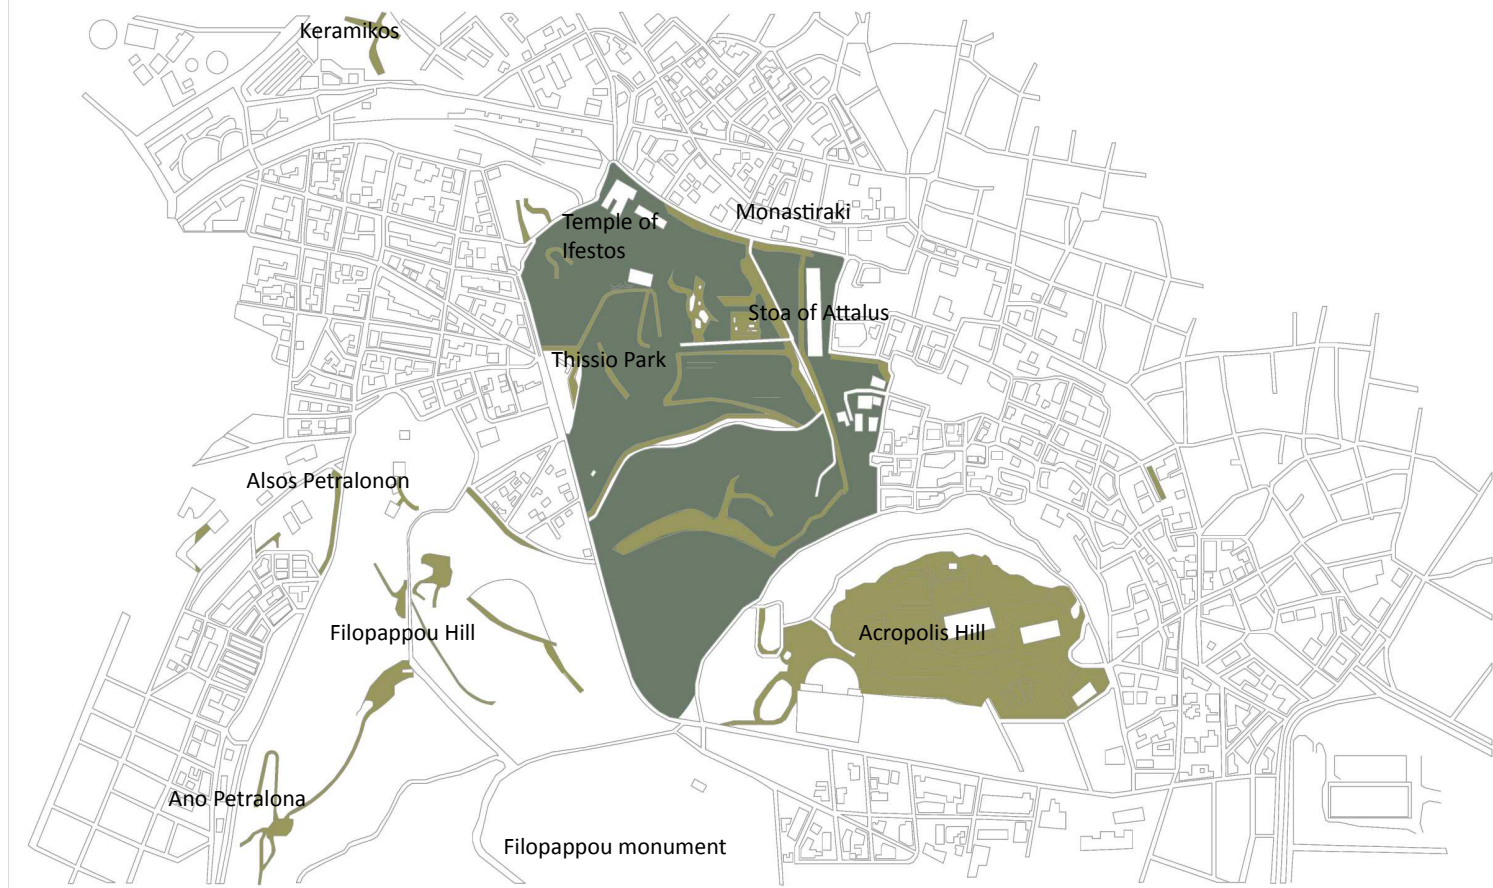 Keramikos
Monastiraki
Temple of
Ifestos
Stoa of Attalus
Thissio Park
Alsos Petralonon
Filopappou Hill
Acropolis Hill
Ano Petralona
Filopappou monument